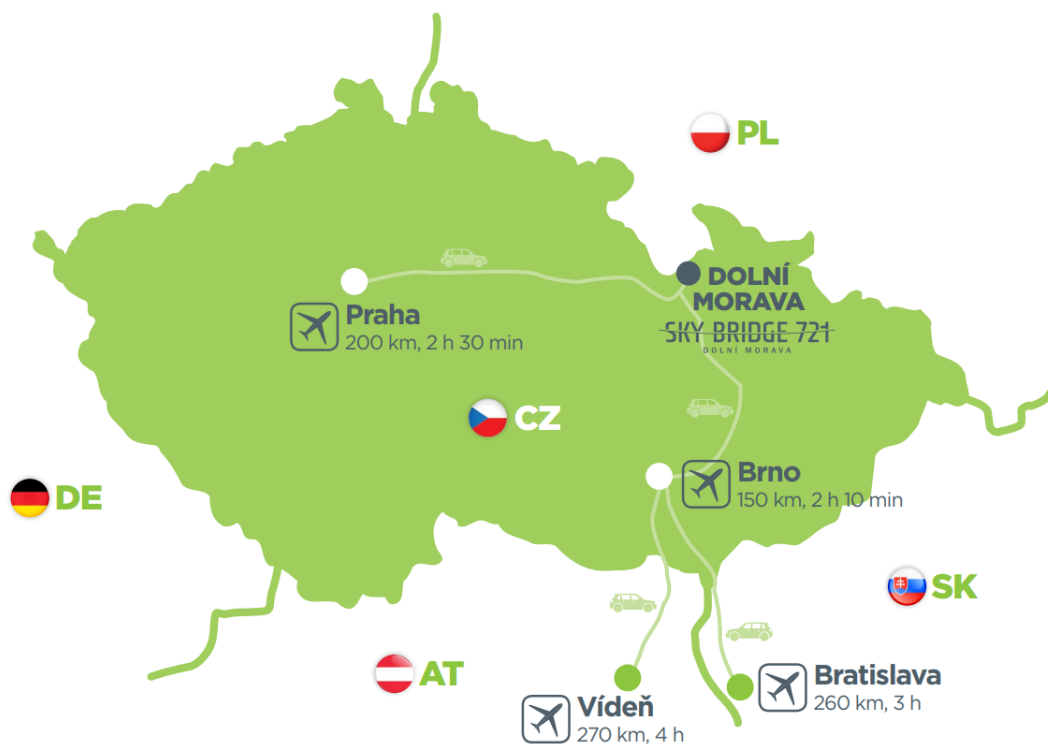 PL
DOLNÍ
MORAVA
SKY BRIDGE 721
DOLNÍ MORAVA
Praha
200 km, 2 h 30 min
CZ
Brno
150 km, 2 h 10 min
DE
SK
AT
Bratislava
260 km, 3 h
Vídeň
270 km, 4 h